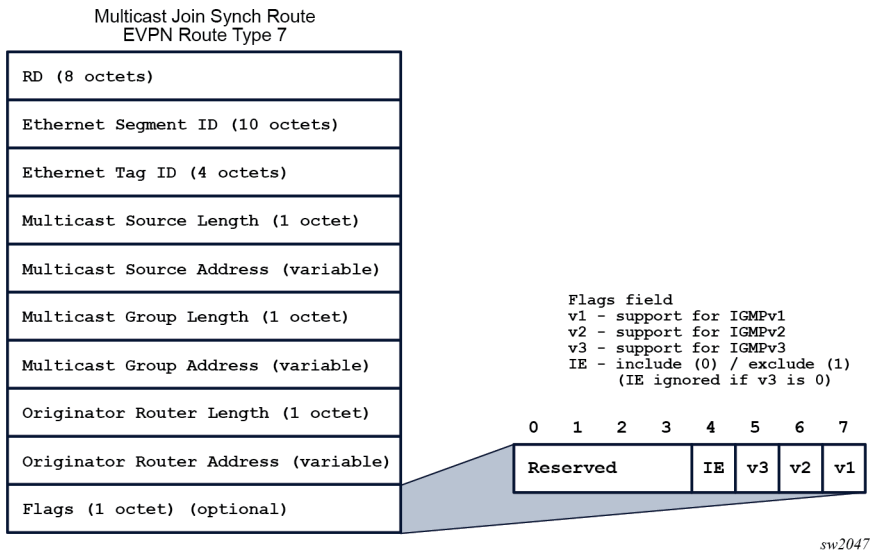 Multicast Join Synch Route
EVPN Route Type 7
RD (8 octets)
Ethernet Segment ID (10 octets)
Ethernet Tag ID (4 octets)
Multicast Source Length (1 octet)
Multicast Source Address (variable)
Multicast Group Length (1 octet)
Multicast Group Address (variable)
Originator Router Length (1 octet)
Originator Router Address (variable)
Flags (1 octet) (optional)
Flags field
v1 - support for IGMPv1
v2 - support for IGMPv2
v3 - support for IGMPv3
IE - include (0) / exclude (1)
(IE ignored if v3 is 0)
0 1 2 3 4 5 6 7
Reserved IE v3 v2 v1
sw2047